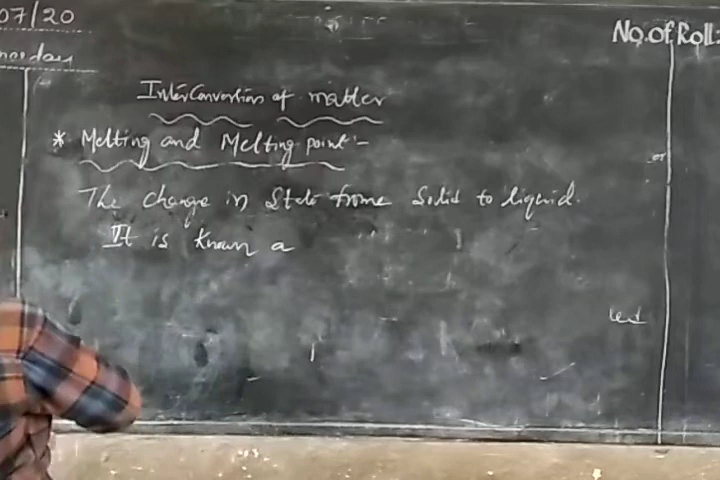 07/20
No. of Roll:
InterConvertion of matter
* Melting and Melting point:-
The change in State frome Solid to liquid.
It is known a